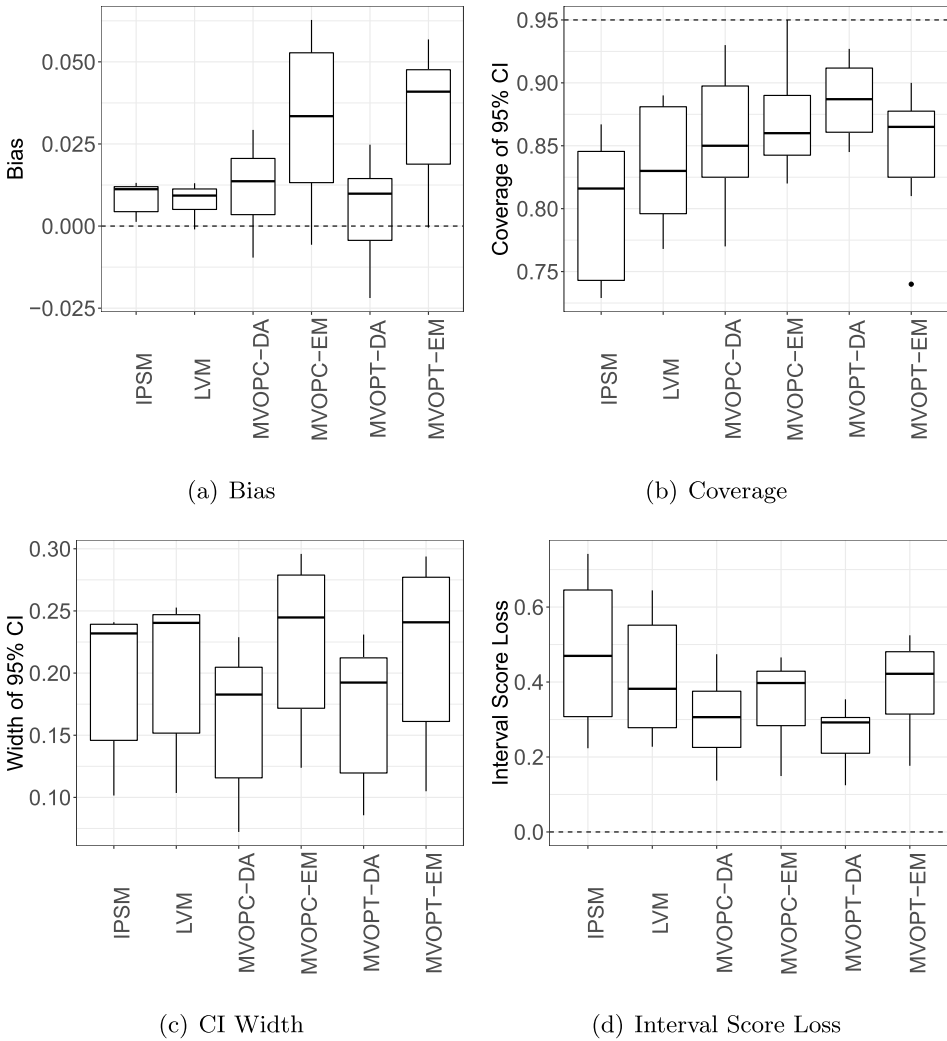 Bias
0.050
0.025
0.000
−0.025
IPSM
LVM
MVOPC−DA
MVOPC−EM
MVOPT−DA
MVOPT−EM
(a) Bias
Coverage of 95% CI
0.95
0.90
0.85
0.80
0.75
IPSM
LVM
MVOPC−DA
MVOPC−EM
MVOPT−DA
MVOPT−EM
(b) Coverage
Width of 95% CI
0.30
0.25
0.20
0.15
0.10
IPSM
LVM
MVOPC−DA
MVOPC−EM
MVOPT−DA
MVOPT−EM
(c) CI Width
Interval Score Loss
0.6
0.4
0.2
0.0
IPSM
LVM
MVOPC−DA
MVOPC−EM
MVOPT−DA
MVOPT−EM
(d) Interval Score Loss